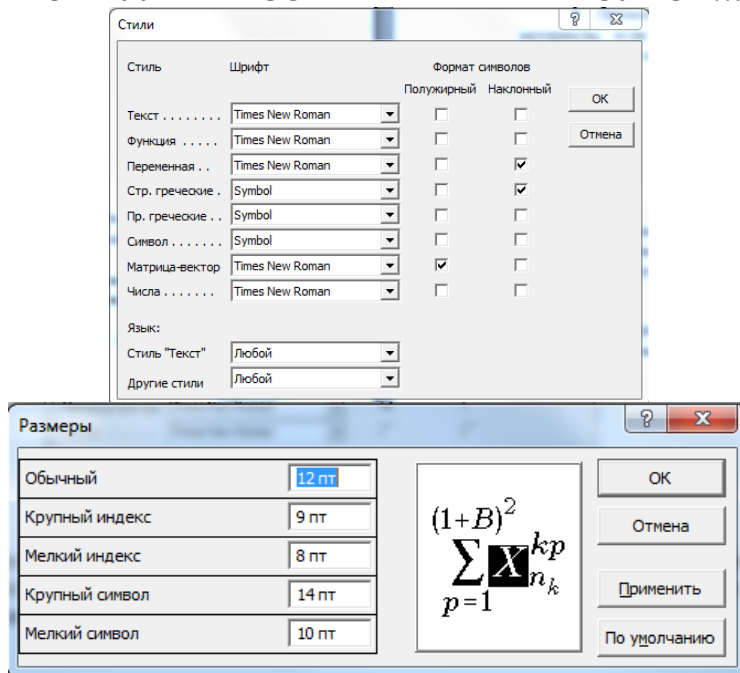 Стили
Стиль Шрифт Формат символов
Полужирный Наклонный
ОК
Текст . . . . . . . . Times New Roman
Отмена
Функция . . . . . Times New Roman
Переменная . . Times New Roman
Стр. греческие . Symbol
Пр. греческие . . Symbol
Символ . . . . . . . Symbol
Матрица-вектор Times New Roman
Числа . . . . . . . Times New Roman
Язык:
Стиль "Текст" Любой
Другие стили Любой
Размеры
Обычный 12 пт
Крупный индекс 9 пт
Мелкий индекс 8 пт
Крупный символ 14 пт
Мелкий символ 10 пт
(1+B)²
∑ X kp
n k
p=1
ОК
Отмена
Применить
По умолчанию